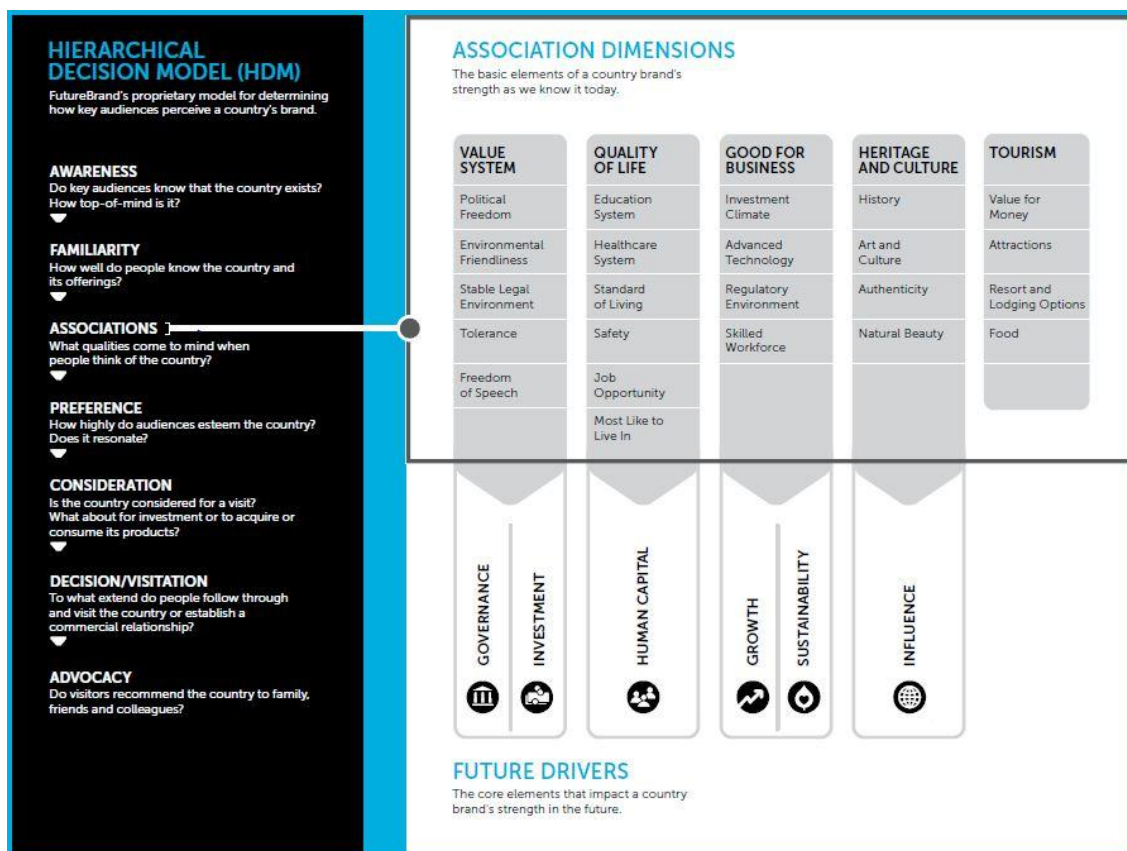 HIERARCHICAL
DECISION MODEL (HDM)
FutureBrand's proprietary model for determining
how key audiences perceive a country's brand.
AWARENESS
Do key audiences know that the country exists?
How top-of-mind is it?
FAMILIARITY
How well do people know the country and
its offerings?
ASSOCIATIONS
What qualities come to mind when
people think of the country?
PREFERENCE
How highly do audiences esteem the country?
Does it resonate?
CONSIDERATION
Is the country considered for a visit?
What about for investment or to acquire or
consume its products?
DECISION/VISITATION
To what extend do people follow through
and visit the country or establish a
commercial relationship?
ADVOCACY
Do visitors recommend the country to family,
friends and colleagues?
ASSOCIATION DIMENSIONS
The basic elements of a country brand's
strength as we know it today.
VALUE
SYSTEM
Political
Freedom
Environmental
Friendliness
Stable Legal
Environment
Tolerance
Freedom
of Speech
QUALITY
OF LIFE
Education
System
Healthcare
System
Standard
of Living
Safety
Job
Opportunity
Most Like to
Live In
GOOD FOR
BUSINESS
Investment
Climate
Advanced
Technology
Regulatory
Environment
Skilled
Workforce
HERITAGE
AND CULTURE
History
Art and
Culture
Authenticity
Natural Beauty
TOURISM
Value for
Money
Attractions
Resort and
Lodging Options
Food
GOVERNANCE
INVESTMENT
HUMAN CAPITAL
GROWTH
SUSTAINABILITY
INFLUENCE
FUTURE DRIVERS
The core elements that impact a country
brand's strength in the future.